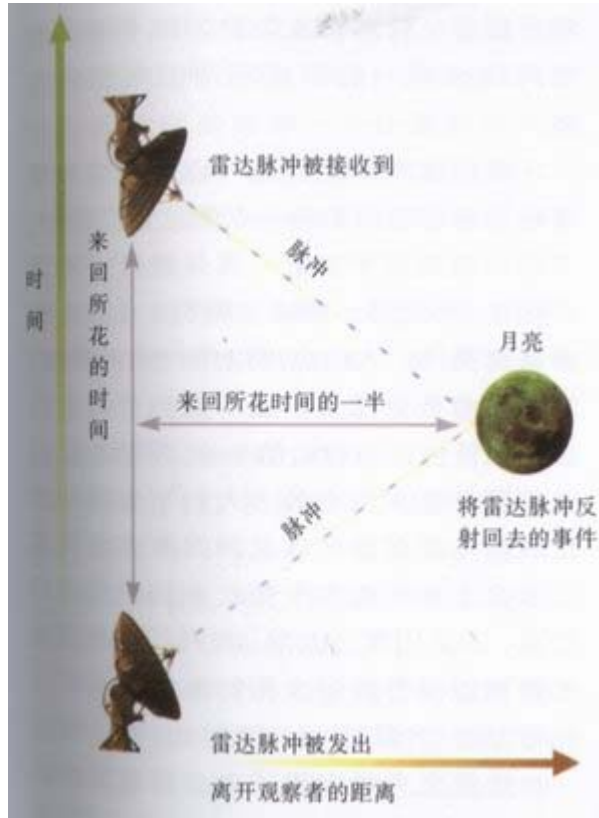 雷达脉冲被接收到
脉冲
来回所花的时间
时间
月亮
来回所花时间的一半
将雷达脉冲反
射回去的事件
脉冲
雷达脉冲被发出
离开观察者的距离